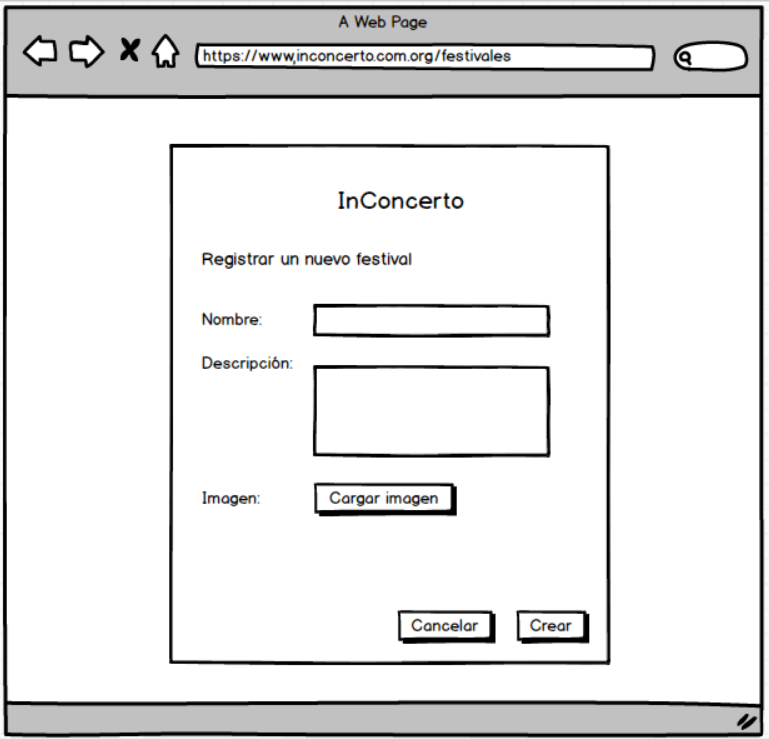 A Web Page
https://www.inconcerto.com.org/festivales
InConcerto
Registrar un nuevo festival
Nombre:
Descripción:
Imagen: Cargar imagen
Cancelar Crear